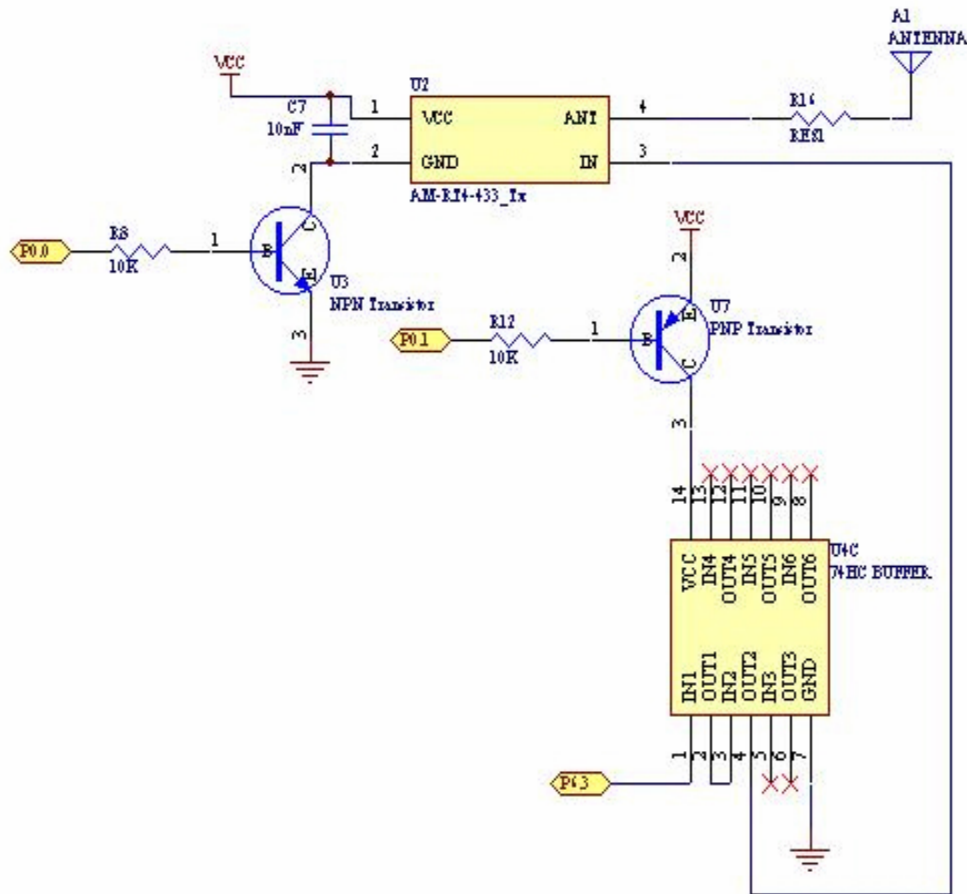 A1
ANTENNA
VCC
U2
C7
10nF
1
VCC
ANT
4
R16
RES1
2
GND
IN
3
AM-RT4-433_Tx
2
C
P0.0
R8
10K
1
B
E
U3
NPN Transistor
3
VCC
2
P0.1
R12
10K
1
B
E
C
U7
PNP Transistor
3
14
13
12
11
10
9
8
U4C
74HC BUFFER
VCC
IN4
OUT4
IN5
OUT5
IN6
OUT6
IN1
OUT1
IN2
OUT2
IN3
OUT3
GND
1
2
3
4
5
6
7
P6.3